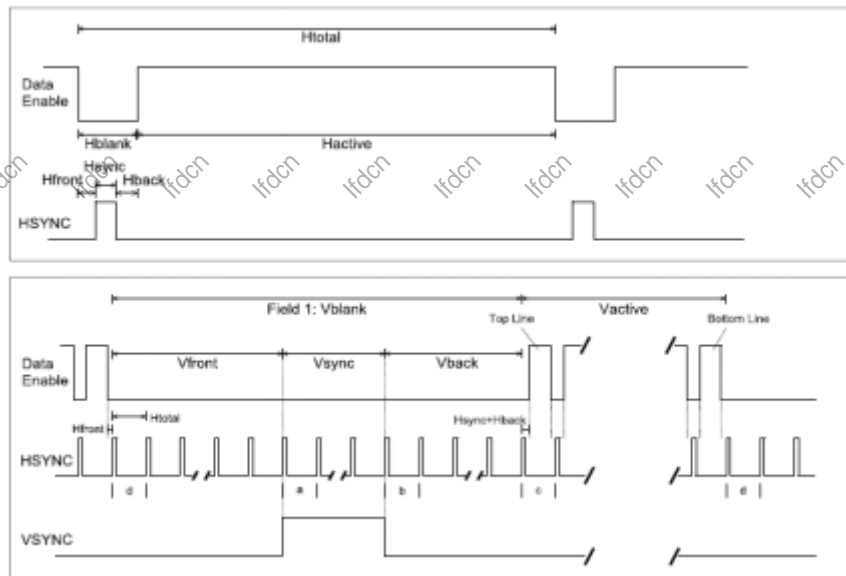 Htotal
Data
Enable
Hblank
Hactive
Hsync
Hfront
Hback
lfdcn lfdcn lfdcn lfdcn lfdcn lfdcn lfdcn lfdcn
HSYNC
Field 1: Vblank
Vactive
Top Line
Bottom Line
Data
Enable
Vfront
Vsync
Vback
Hfront
Htotal
Hsync+Hback
HSYNC
d
a
b
c
d
VSYNC